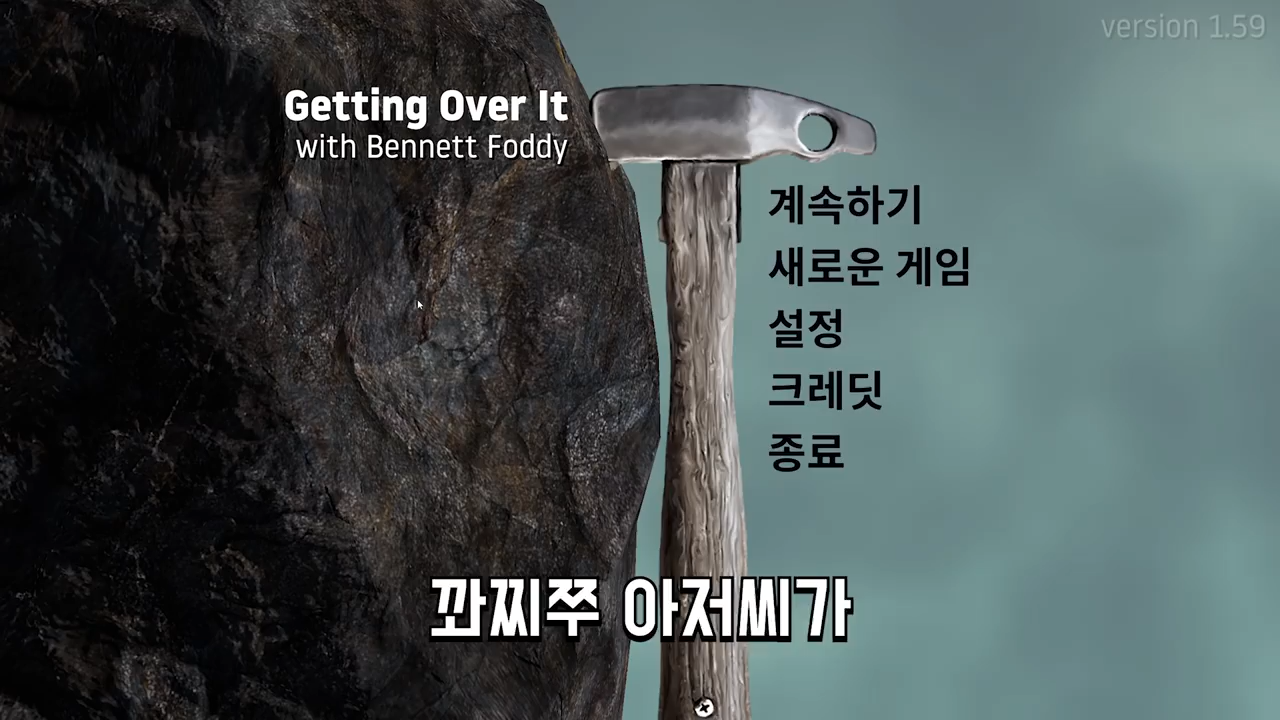 version 1.59
Getting Over It
with Bennett Foddy
계속하기
새로운 게임
설정
크레딧
종료
꽈찌쭈 아저씨가